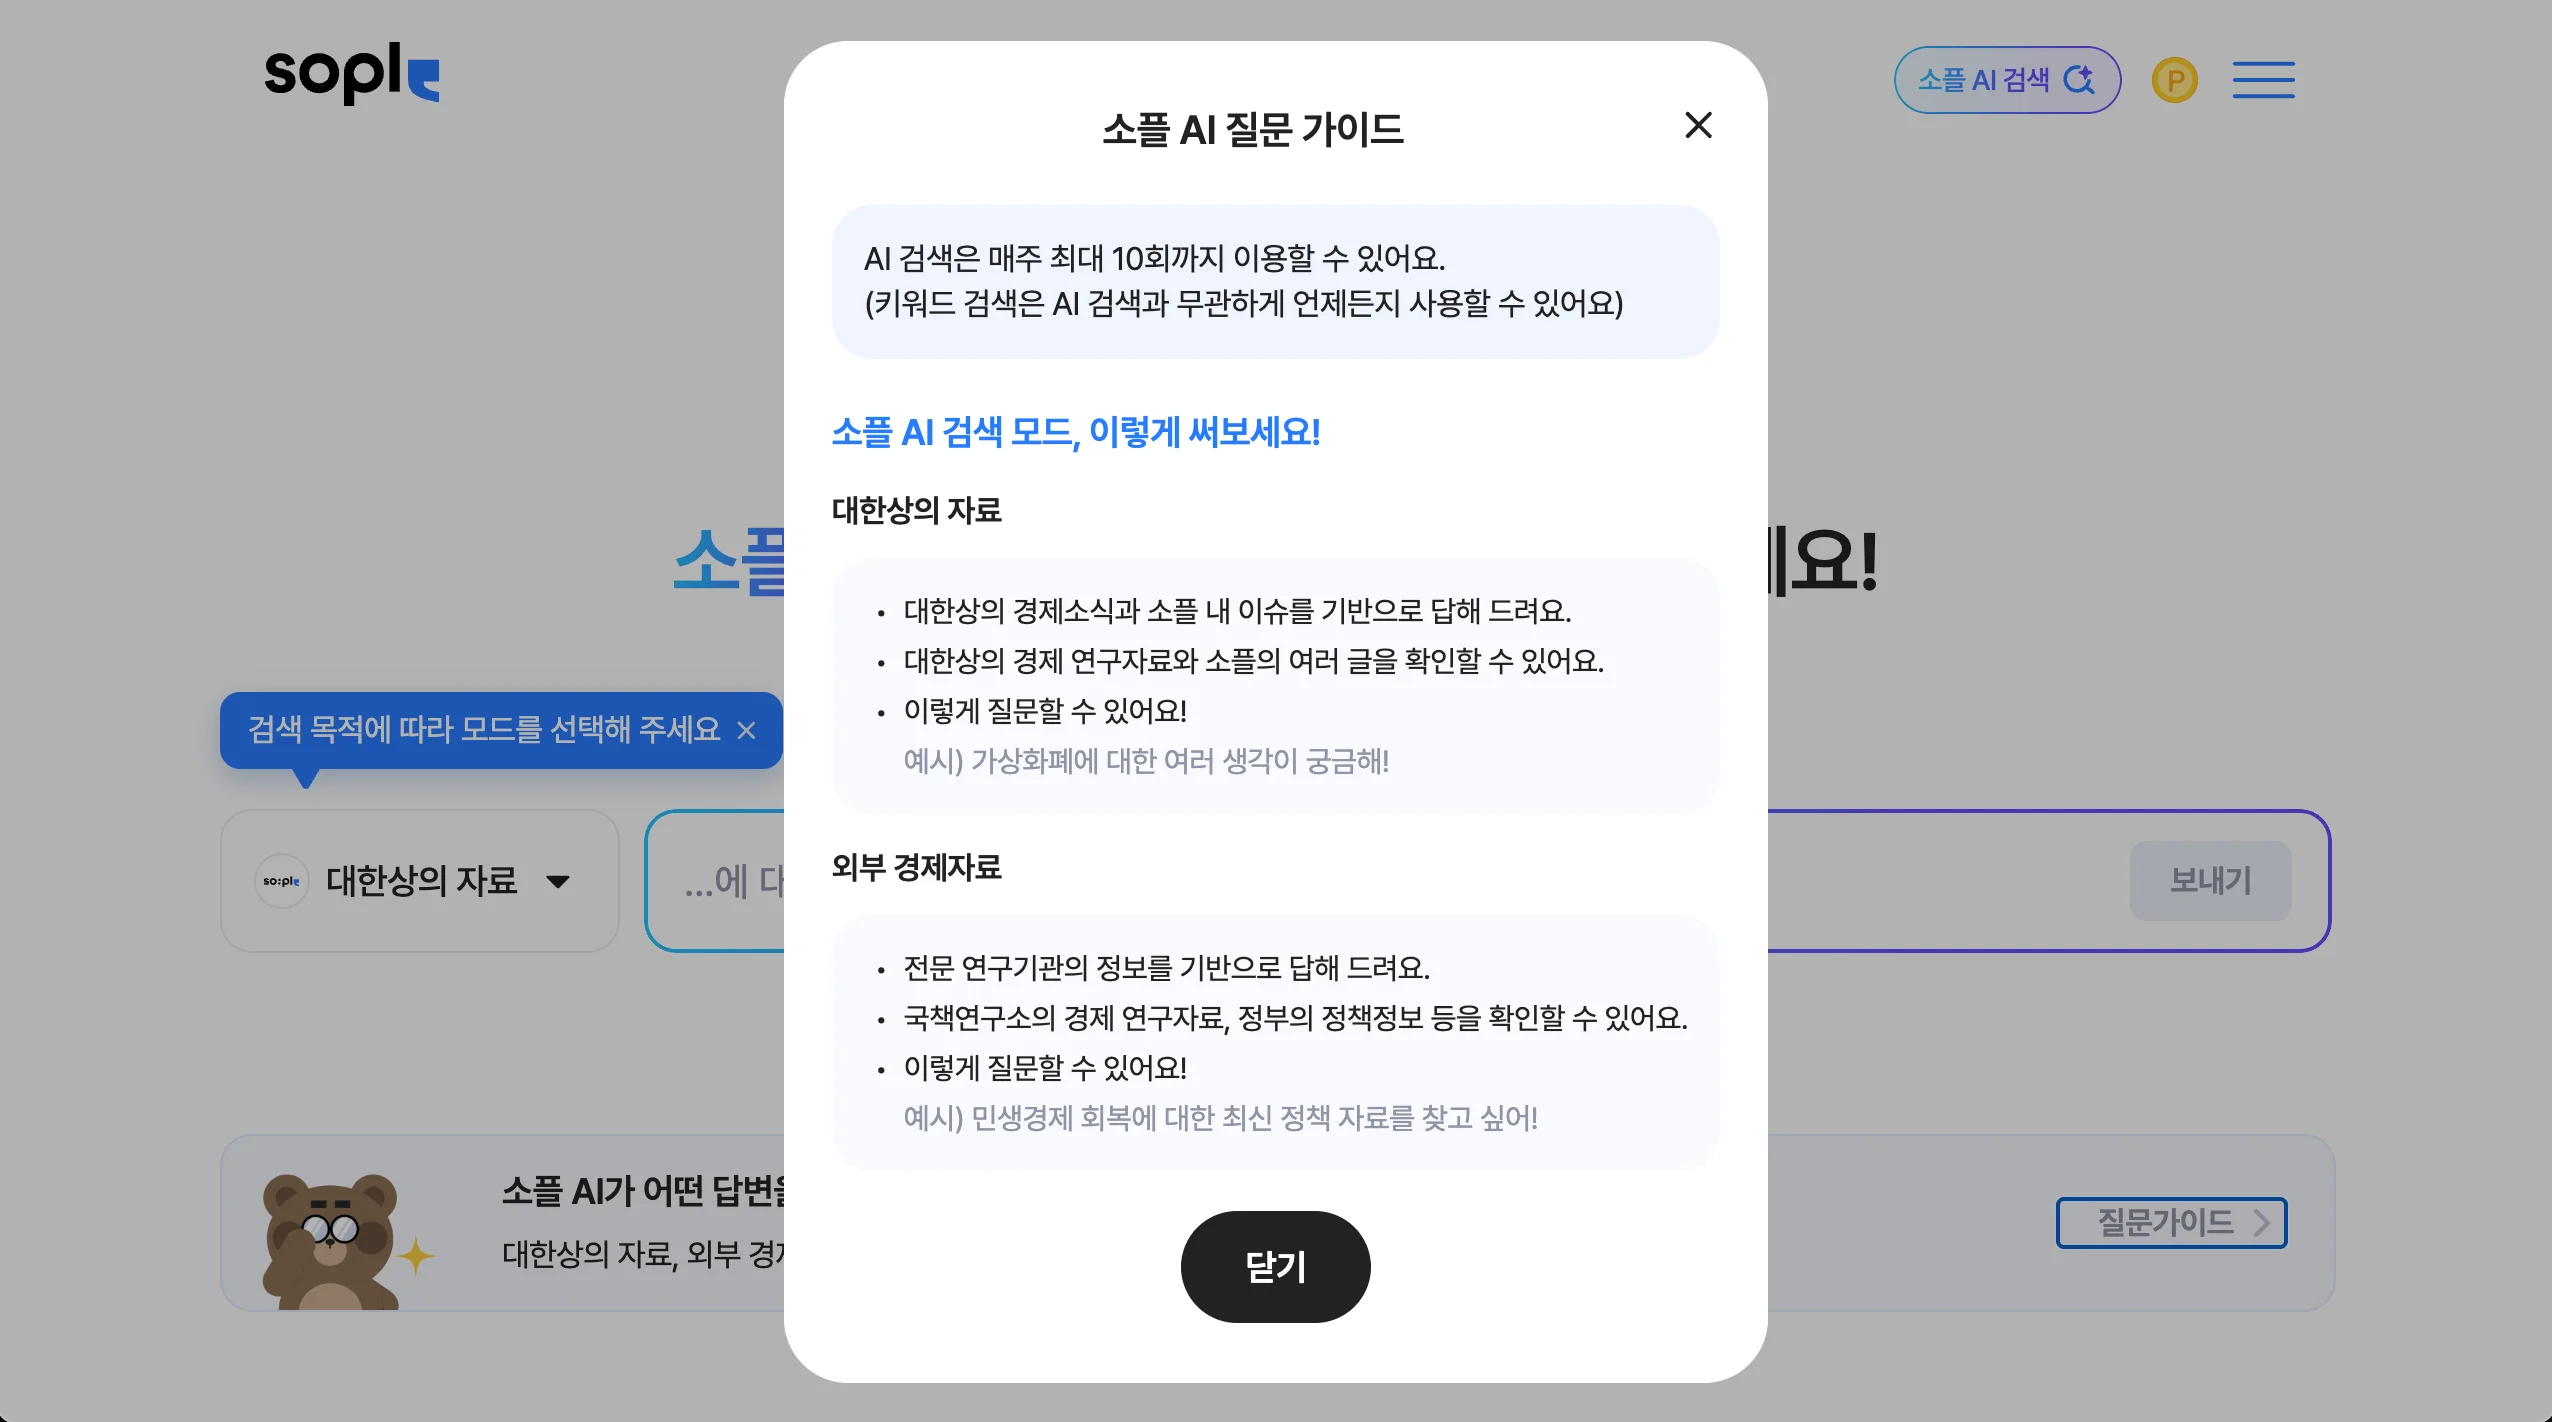 sople
소플 AI 검색
P
소플 AI 질문 가이드
AI 검색은 매주 최대 10회까지 이용할 수 있어요.
(키워드 검색은 AI 검색과 무관하게 언제든지 사용할 수 있어요)
소플 AI 검색 모드, 이렇게 써보세요!
대한상의 자료
• 대한상의 경제소식과 소플 내 이슈를 기반으로 답해 드려요.
• 대한상의 경제 연구자료와 소플의 여러 글을 확인할 수 있어요.
• 이렇게 질문할 수 있어요!
예시) 가상화폐에 대한 여러 생각이 궁금해!
외부 경제자료
• 전문 연구기관의 정보를 기반으로 답해 드려요.
• 국책연구소의 경제 연구자료, 정부의 정책정보 등을 확인할 수 있어요.
• 이렇게 질문할 수 있어요!
예시) 민생경제 회복에 대한 최신 정책 자료를 찾고 싶어!
닫기
소플
요!
검색 목적에 따라 모드를 선택해 주세요
so:ple
대한상의 자료
...에 대
보내기
소플 AI가 어떤 답변을
대한상의 자료, 외부 경제
질문가이드